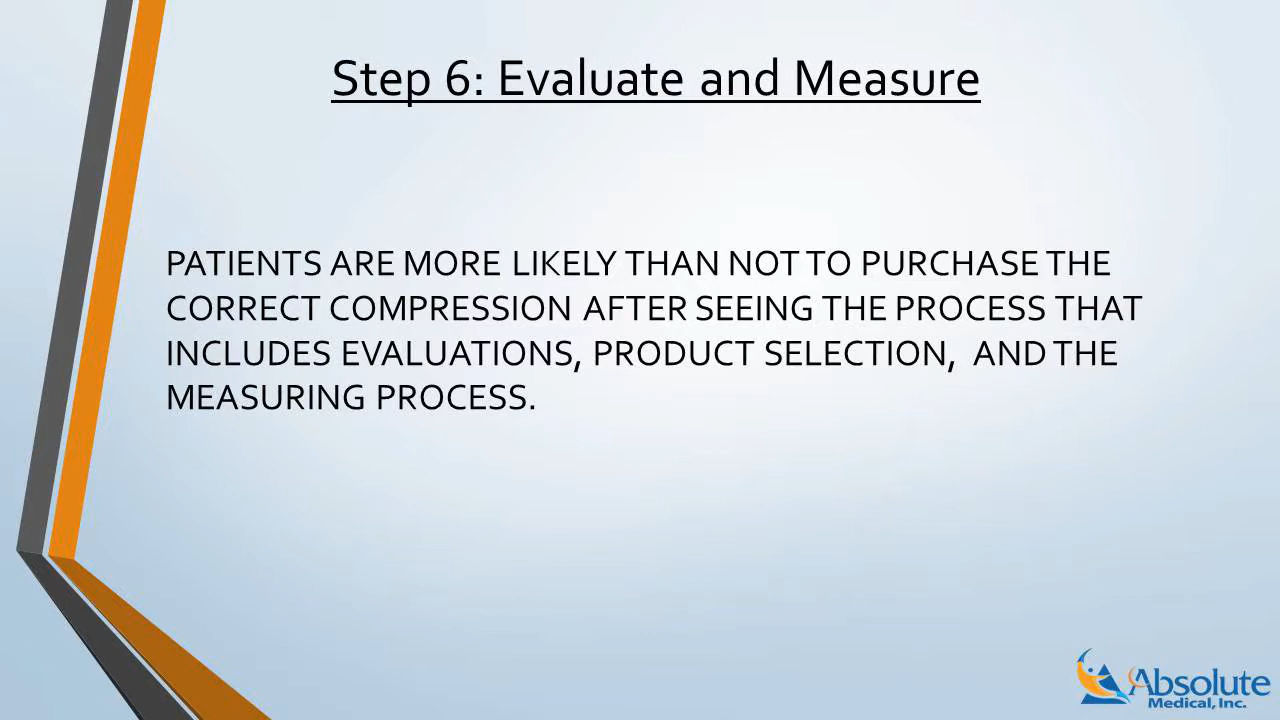 Step 6: Evaluate and Measure
PATIENTS ARE MORE LIKELY THAN NOT TO PURCHASE THE
CORRECT COMPRESSION AFTER SEEING THE PROCESS THAT
INCLUDES EVALUATIONS, PRODUCT SELECTION, AND THE
MEASURING PROCESS.
Absolute
Medical, Inc.